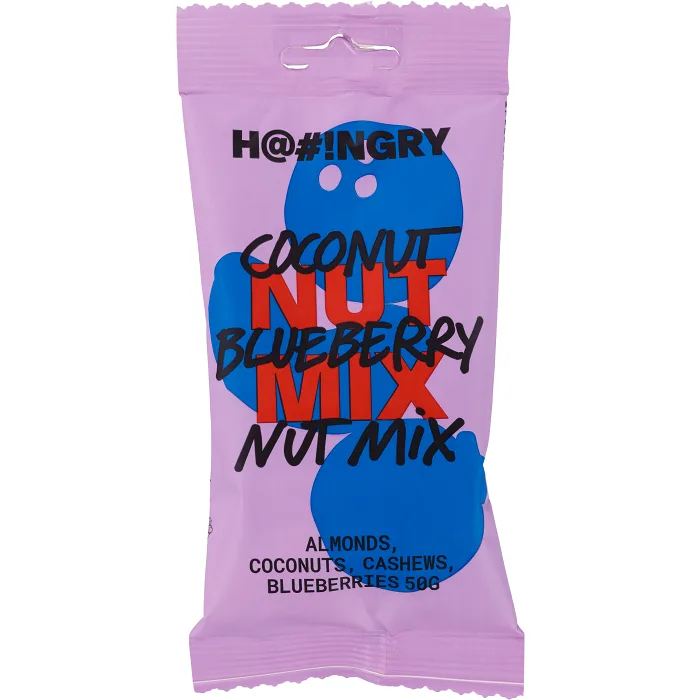 H@#!NGRY
COCONUT
NUT
BLUEBERRY
MIX
NUT MiX
ALMONDS,
COCONUTS, CASHEWS,
BLUEBERRIES 50G